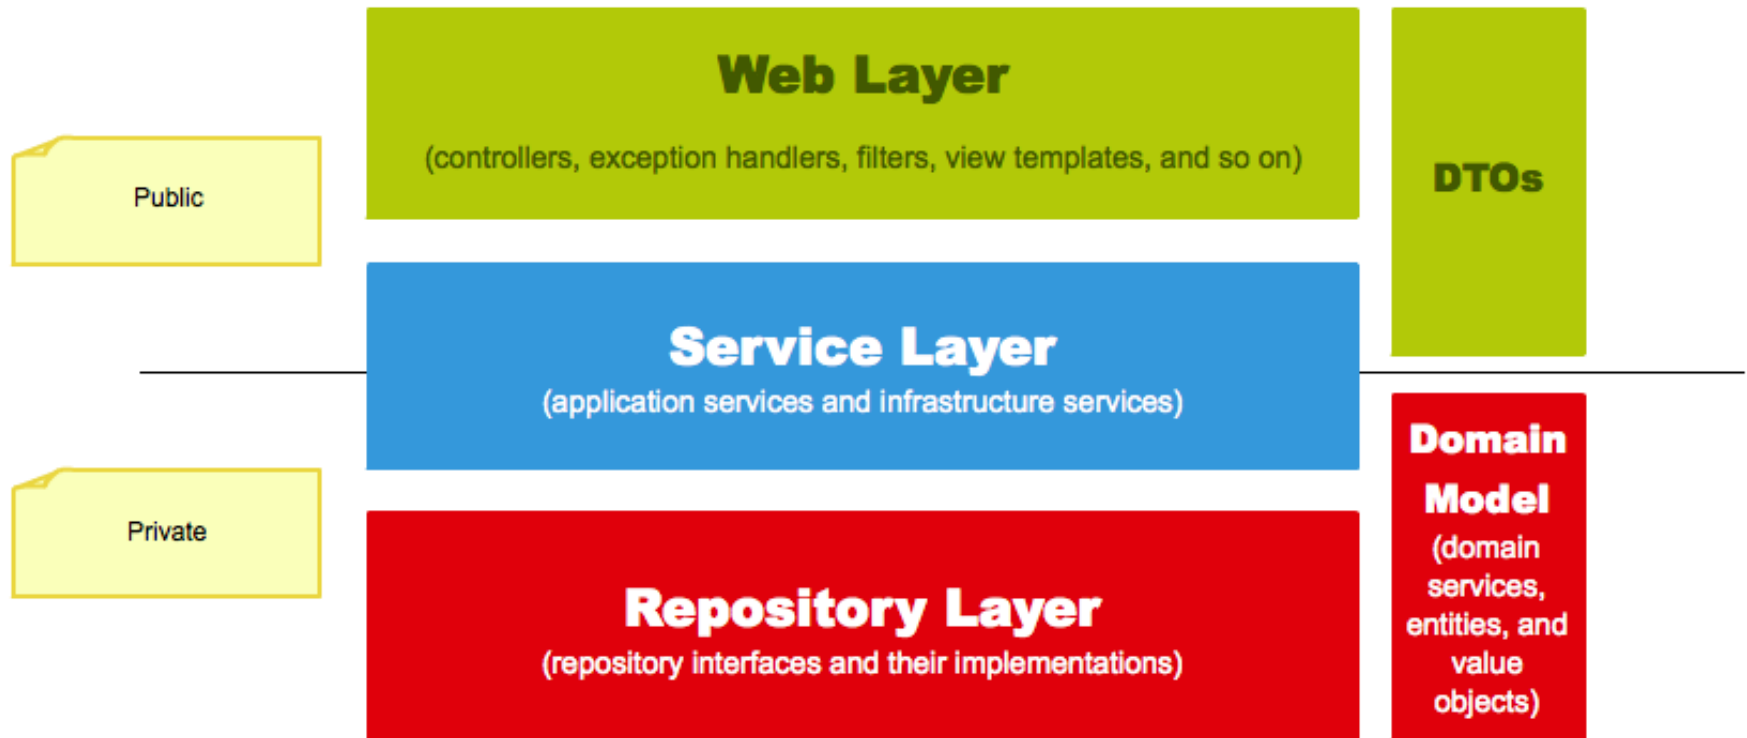 Web Layer
(controllers, exception handlers, filters, view templates, and so on)
DTOs
Public
Service Layer
(application services and infrastructure services)
Domain
Model
(domain
services,
entities, and
value
objects)
Private
Repository Layer
(repository interfaces and their implementations)